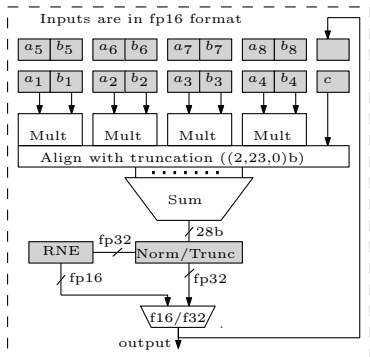 Inputs are in fp16 format
a5 b5 a6 b6 a7 b7 a8 b8
a1 b1 a2 b2 a3 b3 a4 b4 c
Mult Mult Mult Mult
Align with truncation ((2,23,0)b)
Sum
28b
RNE fp32 Norm/Trunc
fp16 fp32
f16/f32
output